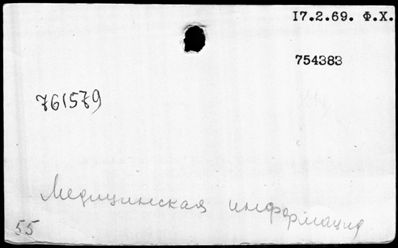 17.2.69. Ф.Х.
754383
761579
Медицинская информация
55